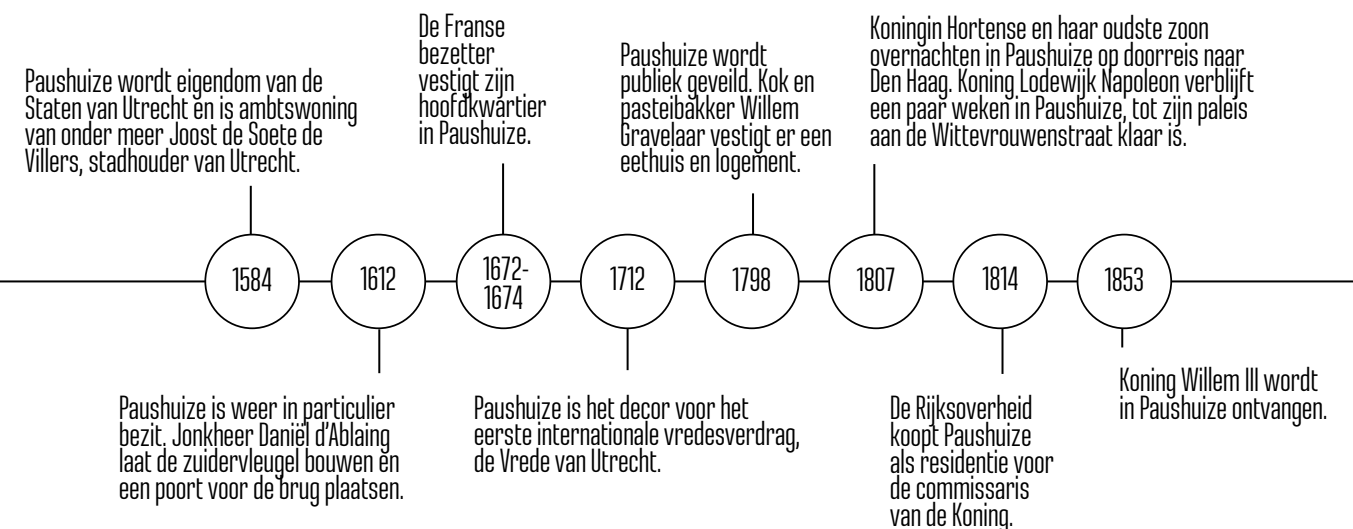 Paushuize wordt eigendom van de
Staten van Utrecht en is ambtswoning
van onder meer Joost de Soete de
Villers, stadhouder van Utrecht.
De Franse
bezetter
vestigt zijn
hoofdkwartier
in Paushuize.
Paushuize wordt
publiek geveild. Kok en
pasteibakker Willem
Gravelaar vestigt er een
eethuis en logement.
Koningin Hortense en haar oudste zoon
overnachten in Paushuize op doorreis naar
Den Haag. Koning Lodewijk Napoleon verblijft
een paar weken in Paushuize, tot zijn paleis
aan de Wittevrouwenstraat klaar is.
1584
1612
1672-
1674
1712
1798
1807
1814
1853
Paushuize is weer in particulier
bezit. Jonkheer Daniël d'Ablaing
laat de zuidervleugel bouwen en
een poort voor de brug plaatsen.
Paushuize is het decor voor het
eerste internationale vredesverdrag,
de Vrede van Utrecht.
De Rijksoverheid
koopt Paushuize
als residentie voor
de commissaris
van de Koning.
Koning Willem III wordt
in Paushuize ontvangen.